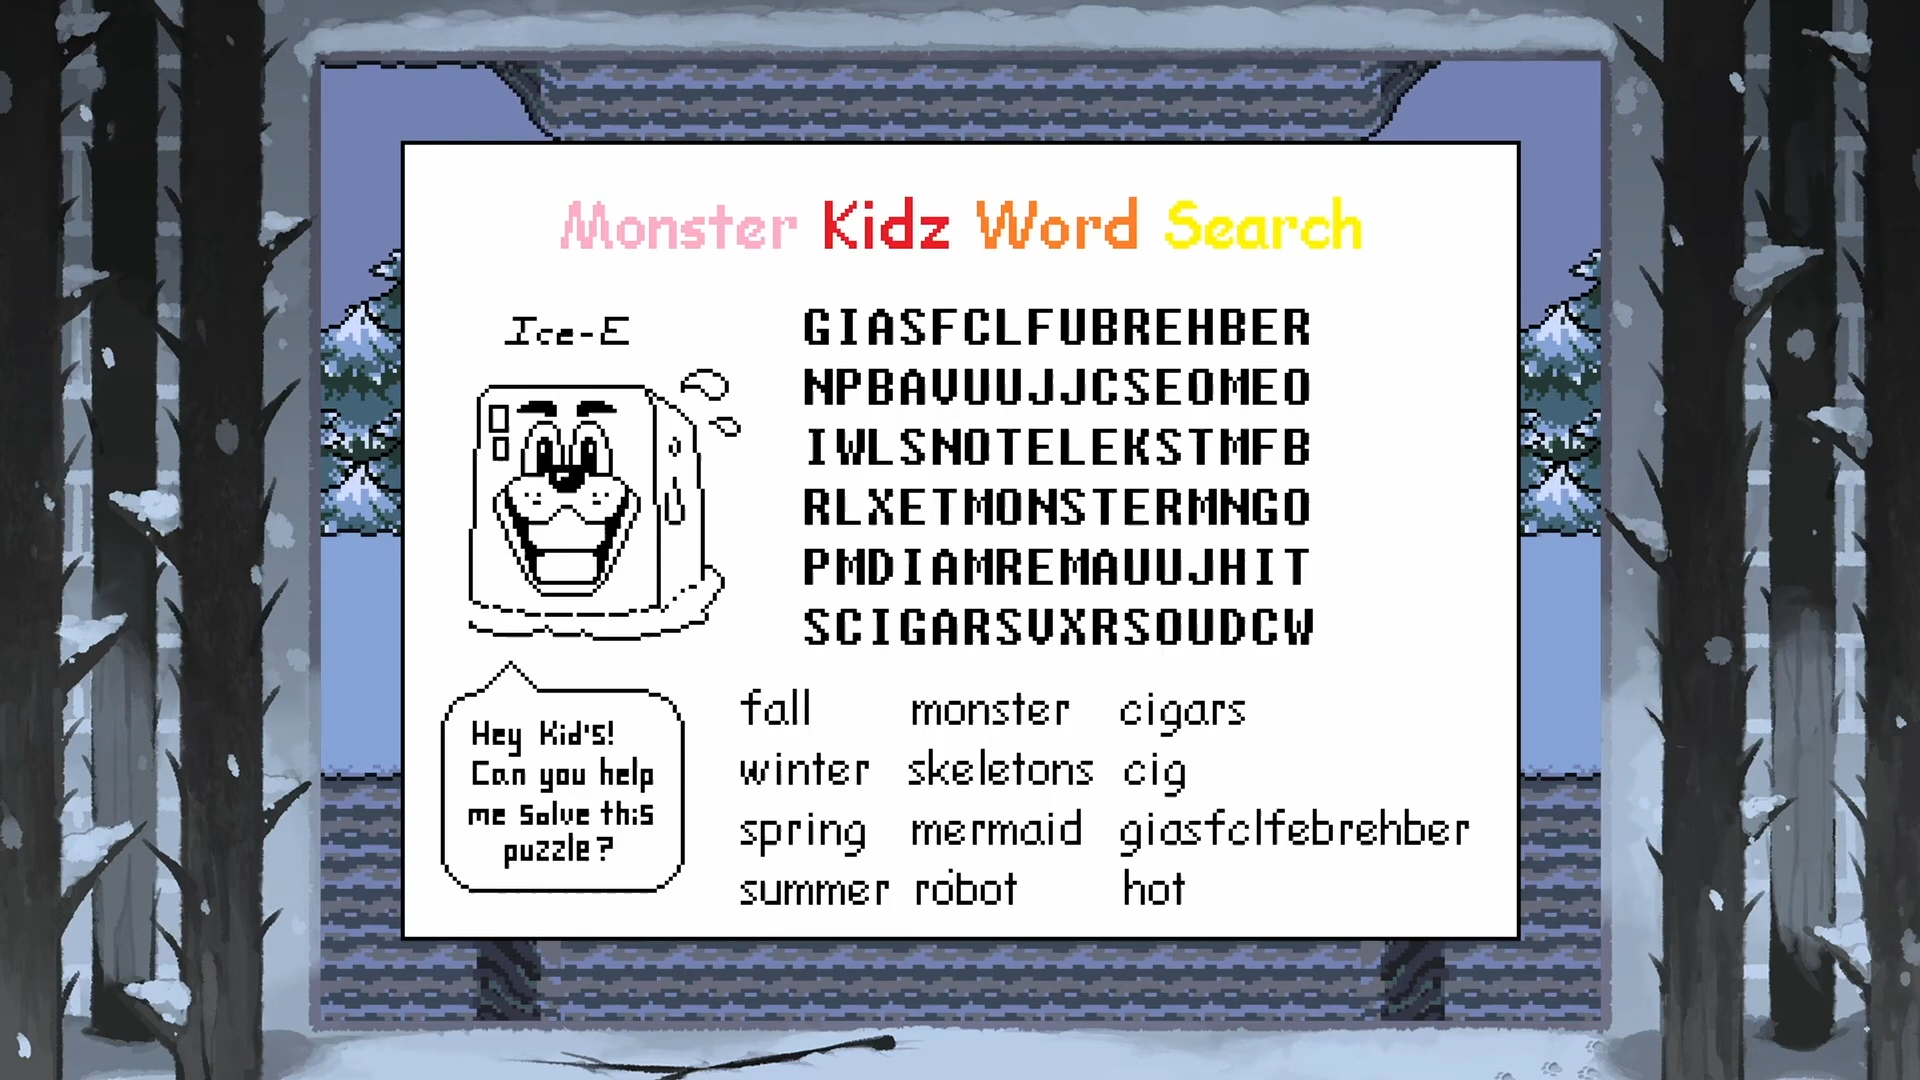 Monster Kidz Word Search
Ice-E
GIASFCLFUBREHBER
NPBAVUUJJCSEOMEO
IWLSNOTELEKSTMFB
RLXETMONSTERMNGO
PMDIAMREMAUUJHIT
SCIGARSVXRSOUDCW
Hey Kid's!
Can you help
me Solve thiS
puzzle?
fall monster cigars
winter skeletons cig
spring mermaid giasfclfebrehber
summer robot hot